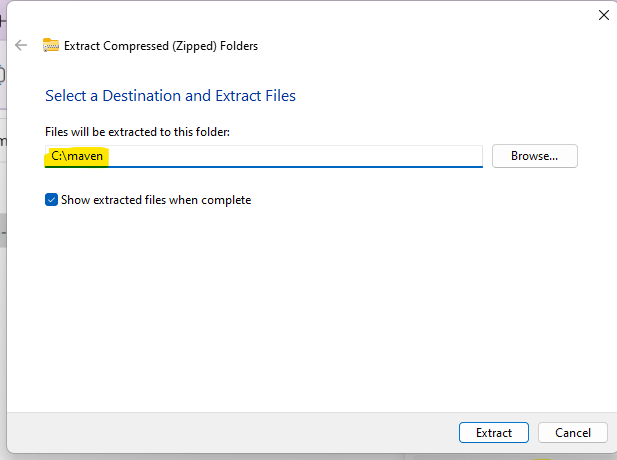 Extract Compressed (Zipped) Folders
Select a Destination and Extract Files
Files will be extracted to this folder:
C:\maven
Browse...
Show extracted files when complete
Extract
Cancel